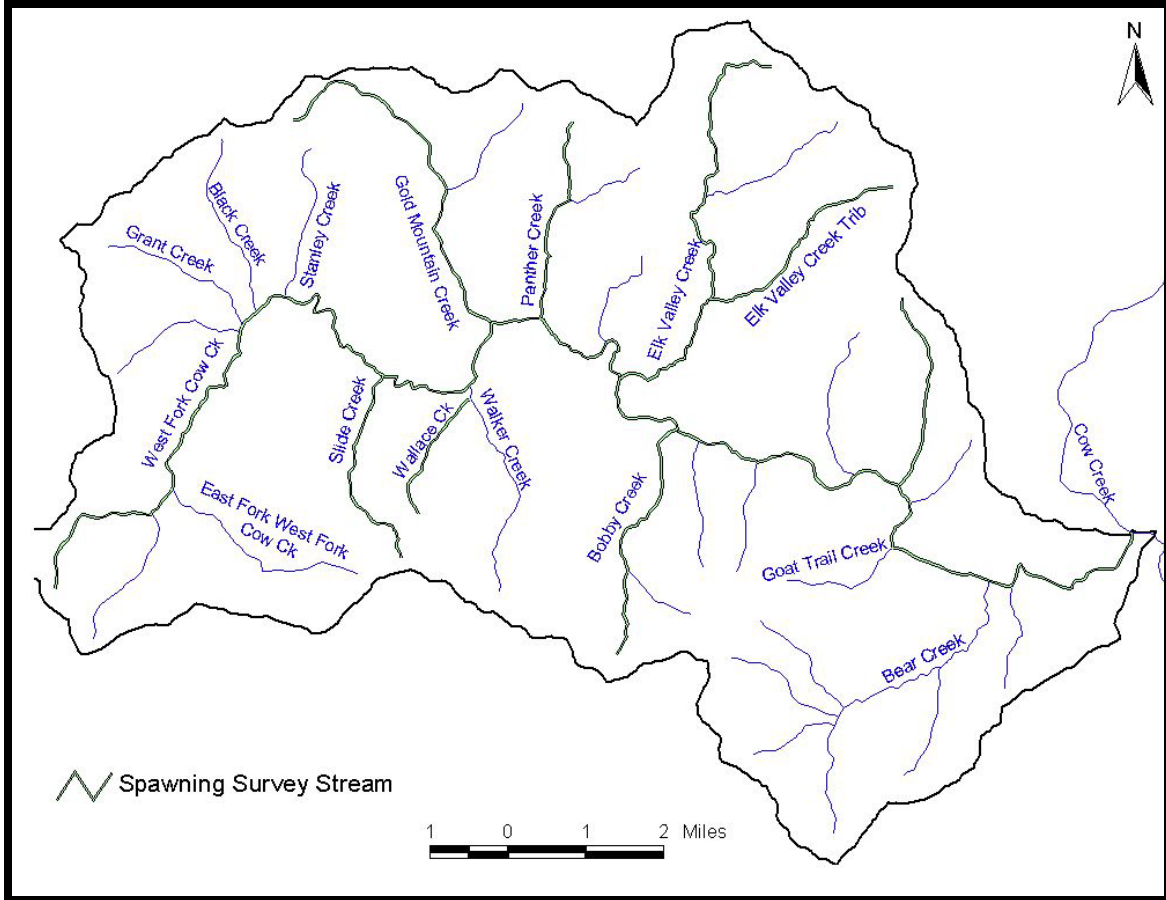 N
Black Creek
Grant Creek
Stanley Creek
Gold Mountain Creek
Panther Creek
Elk Valley Creek
Elk Valley Creek Trib
West Fork Cow Ck
Slide Creek
Wallace Ck
Walker Creek
Cow Creek
East Fork West Fork
Cow Ck
Bobby Creek
Goat Trail Creek
Bear Creek
Spawning Survey Stream
1 0 1 2 Miles